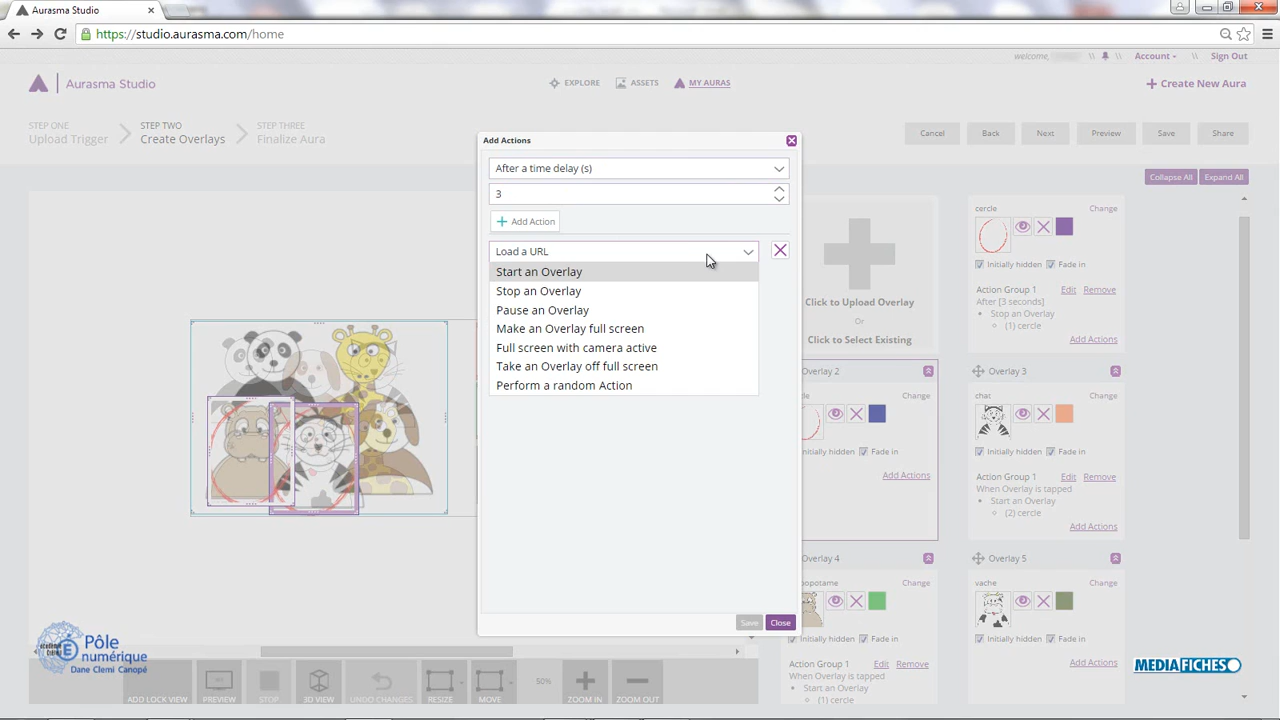 Aurasma Studio
https://studio.aurasma.com/home
welcome,
\\
\\
Account
\\
Sign Out
Aurasma Studio
EXPLORE
ASSETS
MY AURAS
Create New Aura
STEP ONE
Upload Trigger
STEP TWO
Create Overlays
STEP THREE
Finalize Aura
Cancel
Back
Next
Preview
Save
Share
Collapse All
Expand All
Add Actions
After a time delay (s)
3
Add Action
Load a URL
Start an Overlay
Stop an Overlay
Pause an Overlay
Make an Overlay full screen
Full screen with camera active
Take an Overlay off full screen
Perform a random Action
Save
Close
Click to Upload Overlay
Or
Click to Select Existing
cercle
Change
Initially hidden
Fade in
Action Group 1
Edit
Remove
After [3 seconds]
Stop an Overlay
(1) cercle
Add Actions
Overlay 2
Change
Fade in
Add Actions
Overlay 3
chat
Change
Initially hidden
Fade in
Action Group 1
Edit
Remove
When Overlay is tapped
Start an Overlay
(2) cercle
Add Actions
Overlay 4
Change
Initially hidden
Fade in
Action Group 1
Edit
Remove
When Overlay is tapped
Start an Overlay
(1) cercle
Overlay 5
vache
Change
Initially hidden
Fade in
Add Actions
Pôle
numérique
Dane Clemi Canopé
ADD LOCK VIEW
PREVIEW
STOP
3D VIEW
UNDO CHANGES
RESIZE
MOVE
50%
ZOOM IN
ZOOM OUT
MEDIAFICHES